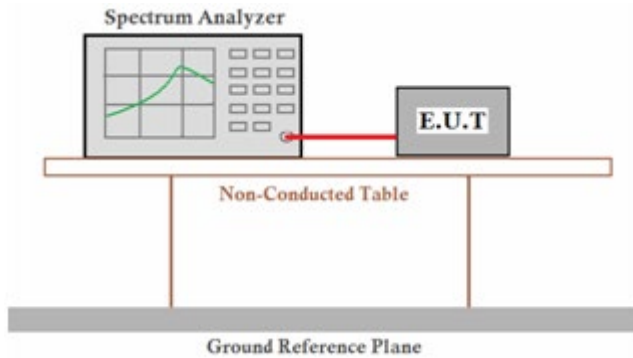 Spectrum Analyzer
E.U.T
Non-Conducted Table
Ground Reference Plane